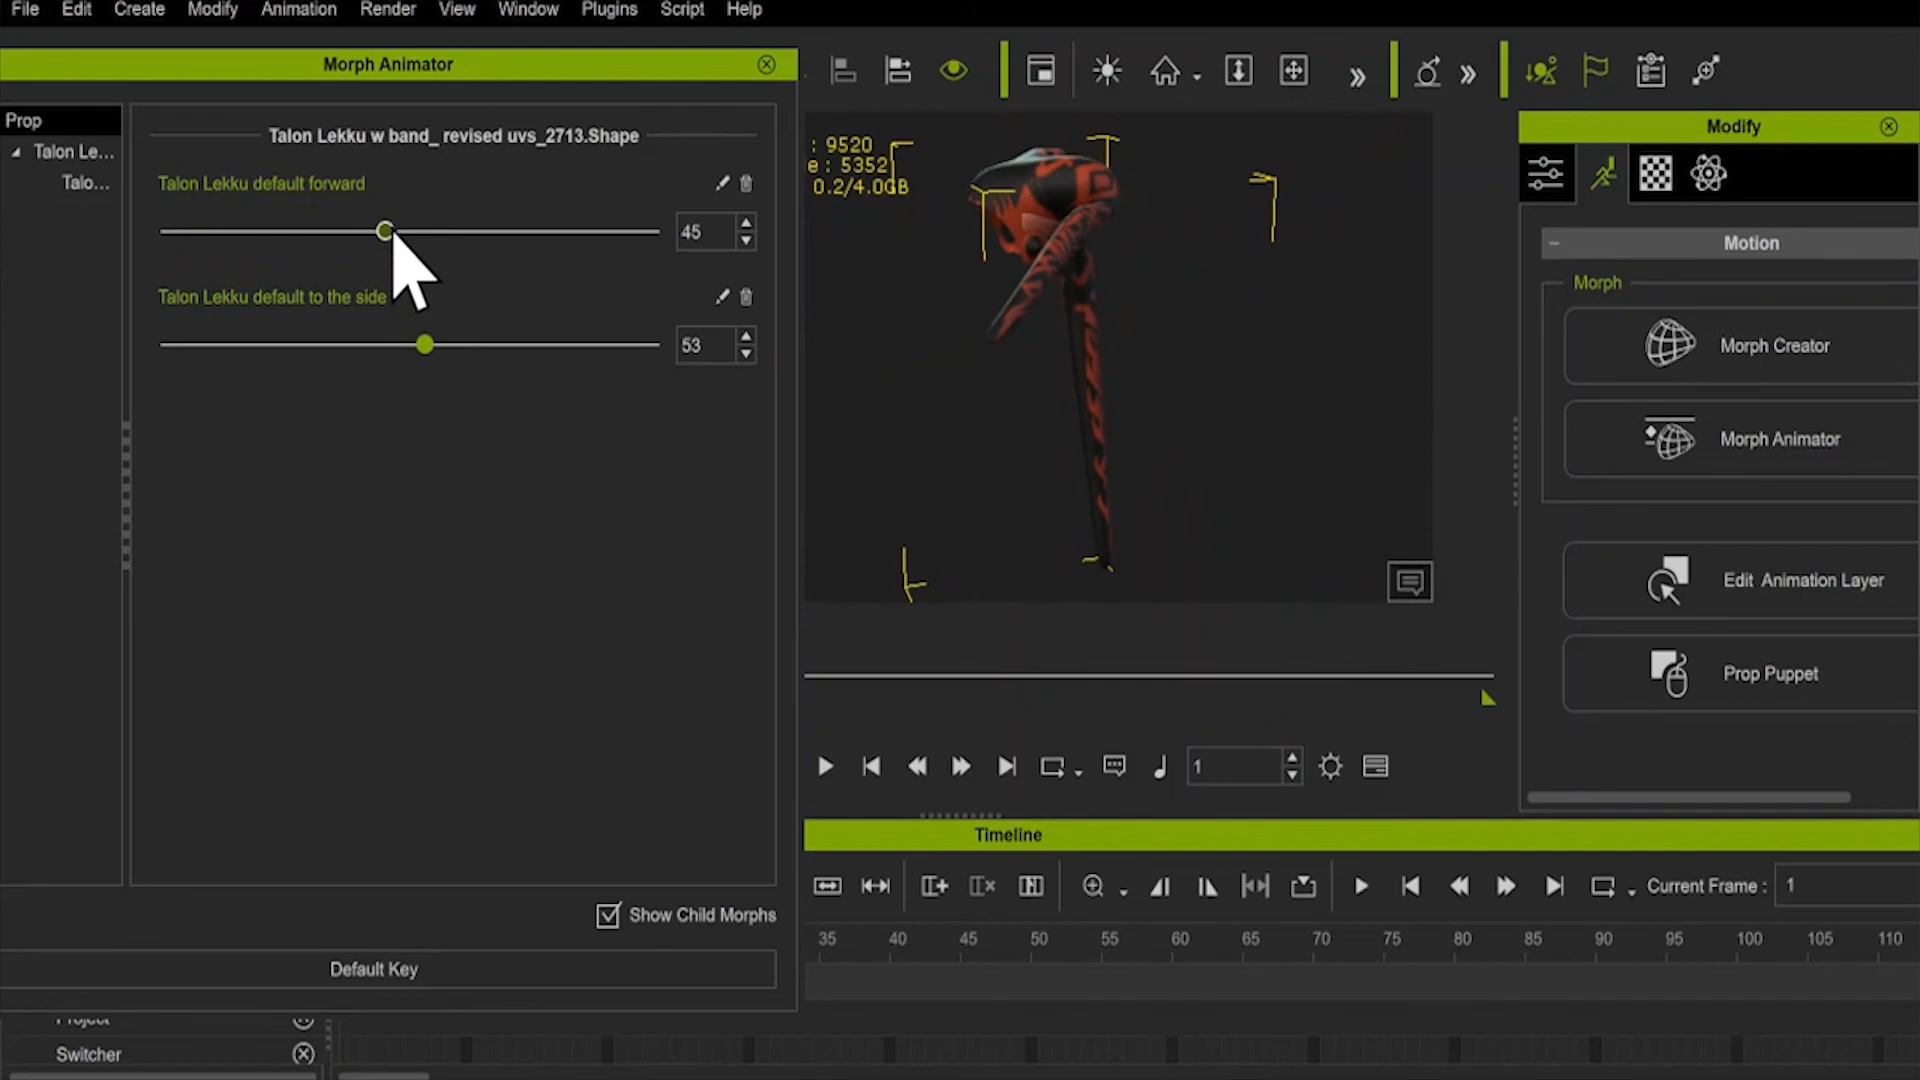 File Edit Create Modify Animation Render View Window Plugins Script Help
Morph Animator
Prop
Talon Le...
Talo...
Talon Lekku w band_ revised uvs_2713.Shape
Talon Lekku default forward
45
Talon Lekku default to the side
53
Show Child Morphs
Default Key
: 9520
e : 5352
0.2/4.0GB
1
Modify
Motion
Morph
Morph Creator
Morph Animator
Edit Animation Layer
Prop Puppet
Timeline
Current Frame : 1
35 40 45 50 55 60 65 70 75 80 85 90 95 100 105 110
Project
Switcher